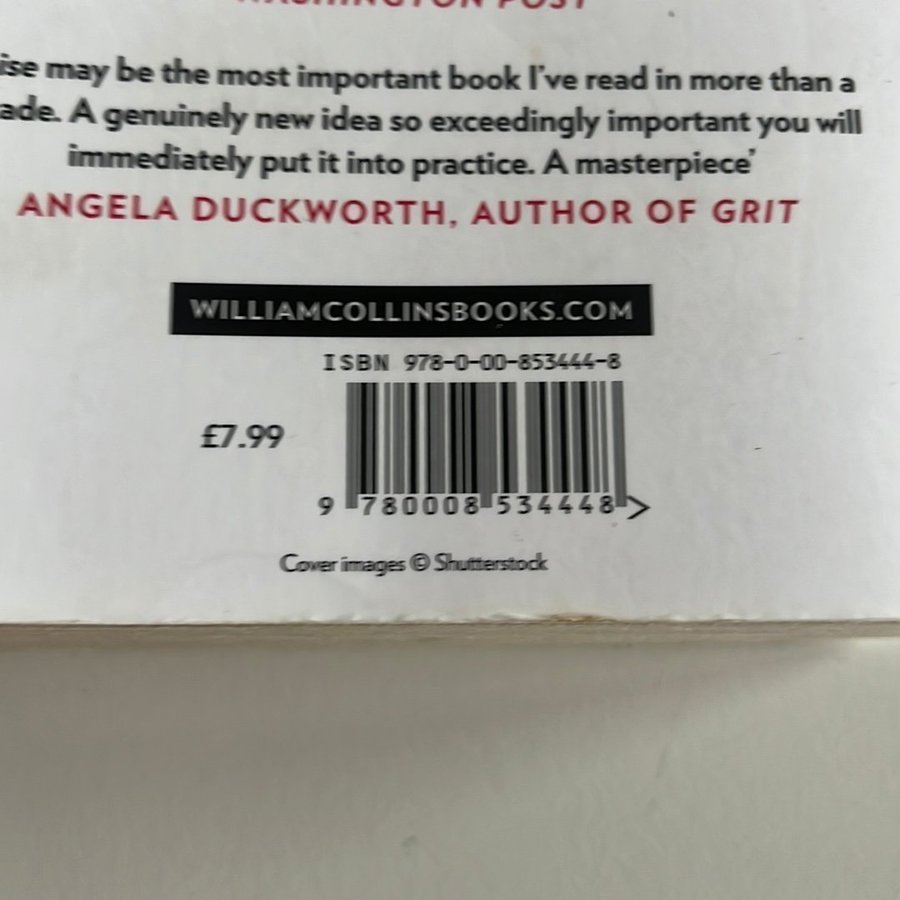 WASHINGTON POST
ise may be the most important book I've read in more than a
ade. A genuinely new idea so exceedingly important you will
immediately put it into practice. A masterpiece'
ANGELA DUCKWORTH, AUTHOR OF GRIT
WILLIAMCOLLINSBOOKS.COM
ISBN 978-0-00-853444-8
£7.99
9 780008 534448 >
Cover images © Shutterstock